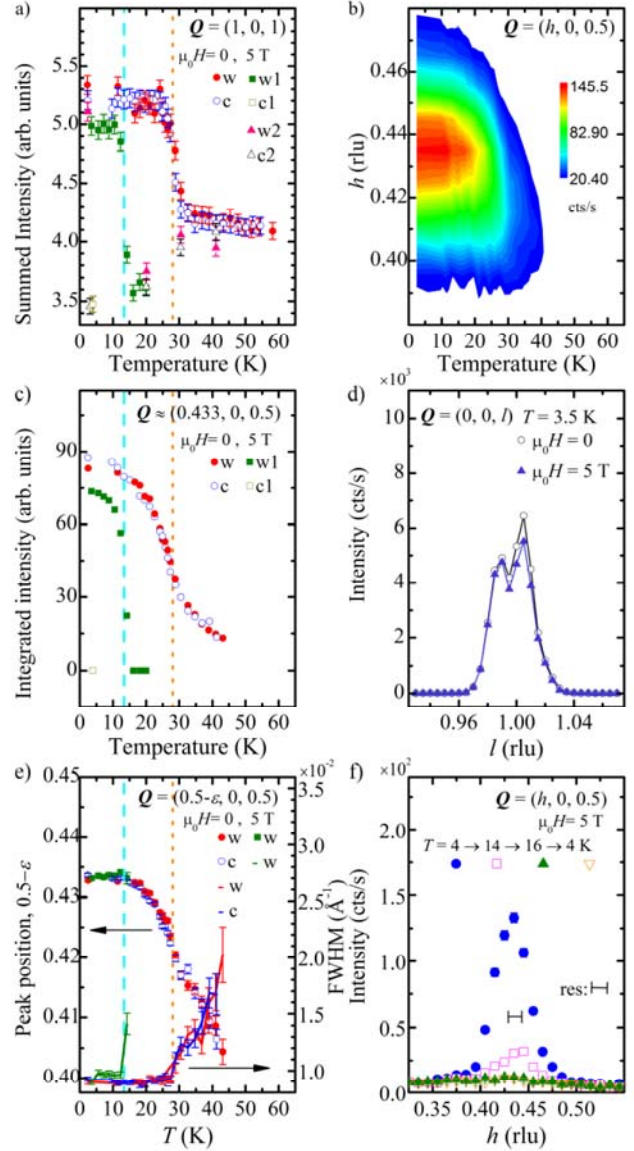 a)
Q = (1, 0, 1)
μ₀H= 0 , 5 T
w w1
c c1
w2
c2
5.5
5.0
4.5
4.0
3.5
Summed Intensity (arb. units)
0 10 20 30 40 50 60
Temperature (K)
b)
Q = (h, 0, 0.5)
0.46
0.44
0.42
0.40
h (rlu)
145.5
82.90
20.40
cts/s
0 10 20 30 40 50 60
Temperature (K)
c)
Q ≈ (0.433, 0, 0.5)
μ₀H= 0 , 5 T
w w1
c c1
90
60
30
0
Integrated intensity (arb. units)
0 10 20 30 40 50 60
Temperature (K)
d)
×10³
Q = (0, 0, l) T = 3.5 K
μ₀H = 0
μ₀H = 5 T
10
8
6
4
2
0
Intensity (cts/s)
0.96 1.00 1.04
l (rlu)
e)
Q = (0.5-ε, 0, 0.5)
μ₀H= 0 , 5 T
w w
c w
w
c
0.45
0.44
0.43
0.42
0.41
0.40
Peak position, 0.5–ε
×10⁻²
3.5
3.0
2.5
2.0
1.5
1.0
FWHM (Å⁻¹)
0 10 20 30 40 50 60
T (K)
f)
×10²
Q = (h, 0, 0.5)
μ₀H= 5 T
T = 4 → 14 → 16 → 4 K
res:
2.0
1.5
1.0
0.5
0.0
Intensity (cts/s)
0.35 0.40 0.45 0.50
h (rlu)